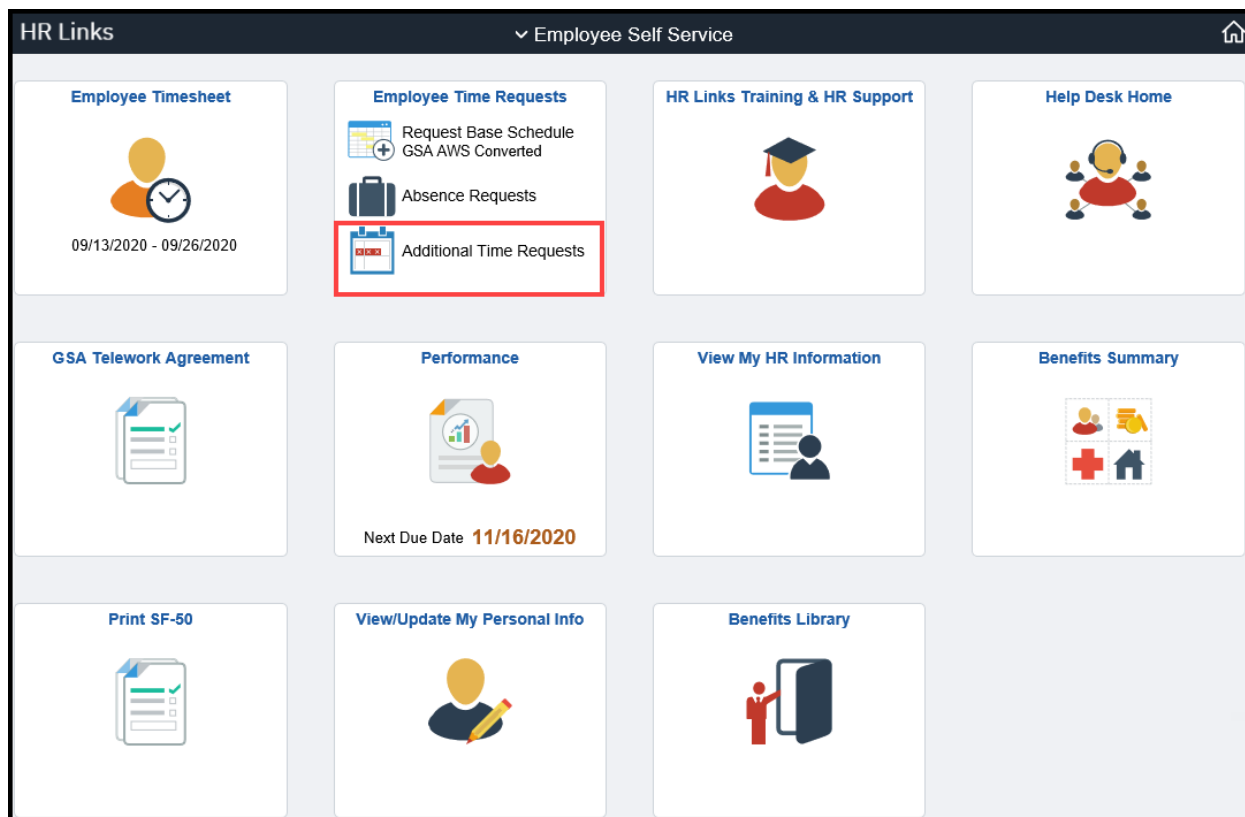 HR Links
Employee Self Service
Employee Timesheet
09/13/2020 - 09/26/2020
Employee Time Requests
Request Base Schedule
GSA AWS Converted
Absence Requests
Additional Time Requests
HR Links Training & HR Support
Help Desk Home
GSA Telework Agreement
Performance
Next Due Date 11/16/2020
View My HR Information
Benefits Summary
Print SF-50
View/Update My Personal Info
Benefits Library